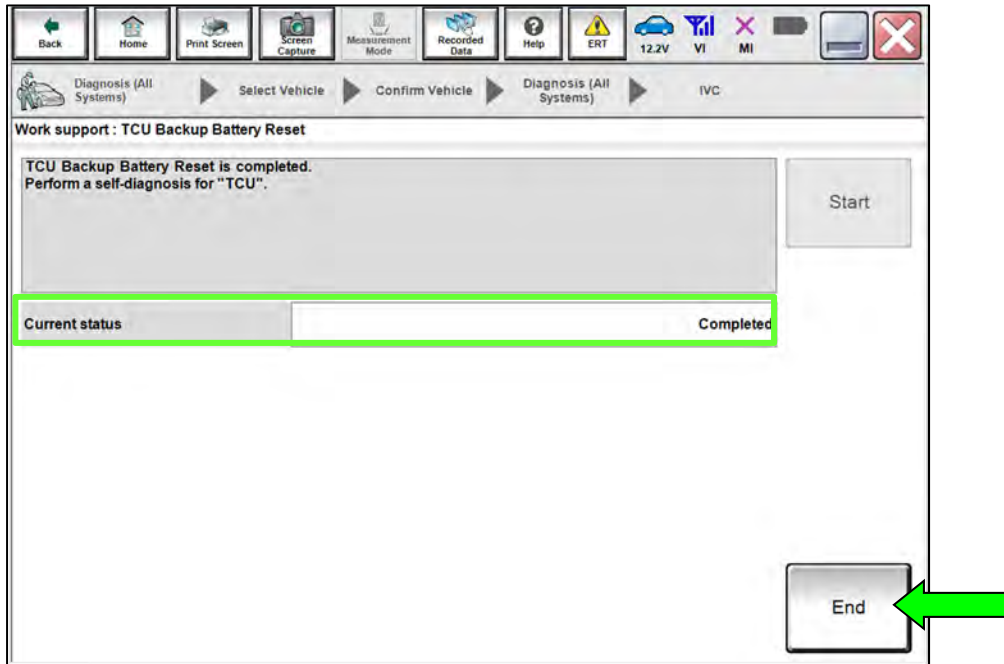 Back
Home
Print Screen
Screen
Capture
Measurement
Mode
Recorded
Data
Help
ERT
12.2V
VI
MI
Diagnosis (All
Systems)
Select Vehicle
Confirm Vehicle
Diagnosis (All
Systems)
IVC
Work support : TCU Backup Battery Reset
TCU Backup Battery Reset is completed.
Perform a self-diagnosis for "TCU".
Start
Current status
Completed
End